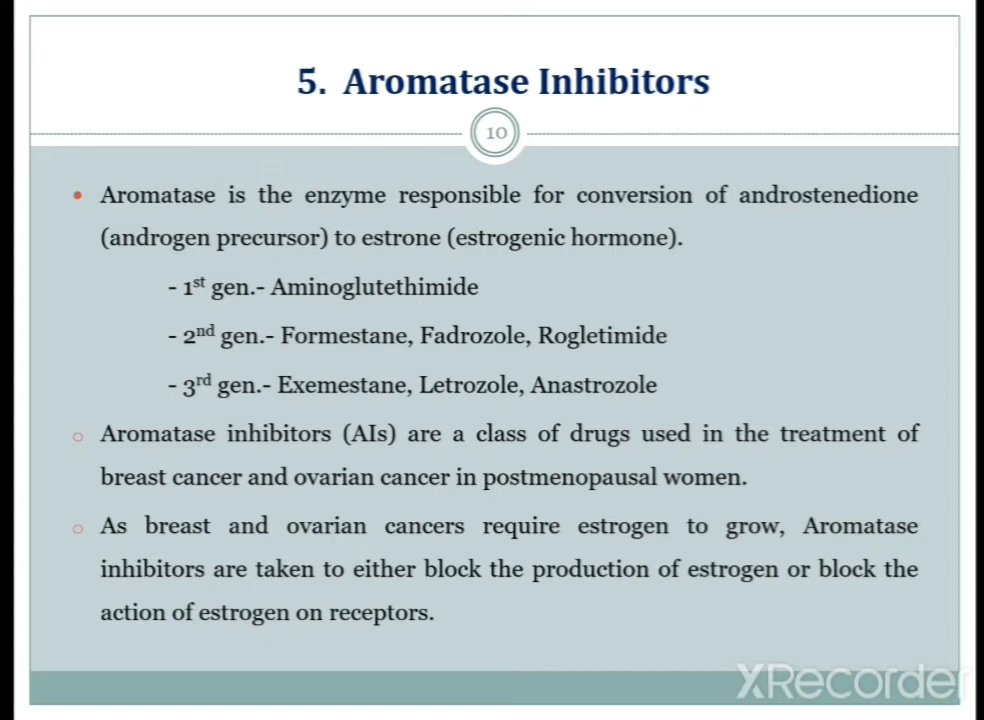 5. Aromatase Inhibitors
10
• Aromatase is the enzyme responsible for conversion of androstenedione
(androgen precursor) to estrone (estrogenic hormone).
- 1st gen.- Aminoglutethimide
- 2nd gen.- Formestane, Fadrozole, Rogletimide
- 3rd gen.- Exemestane, Letrozole, Anastrozole
○ Aromatase inhibitors (AIs) are a class of drugs used in the treatment of
breast cancer and ovarian cancer in postmenopausal women.
○ As breast and ovarian cancers require estrogen to grow, Aromatase
inhibitors are taken to either block the production of estrogen or block the
action of estrogen on receptors.
XRecorder